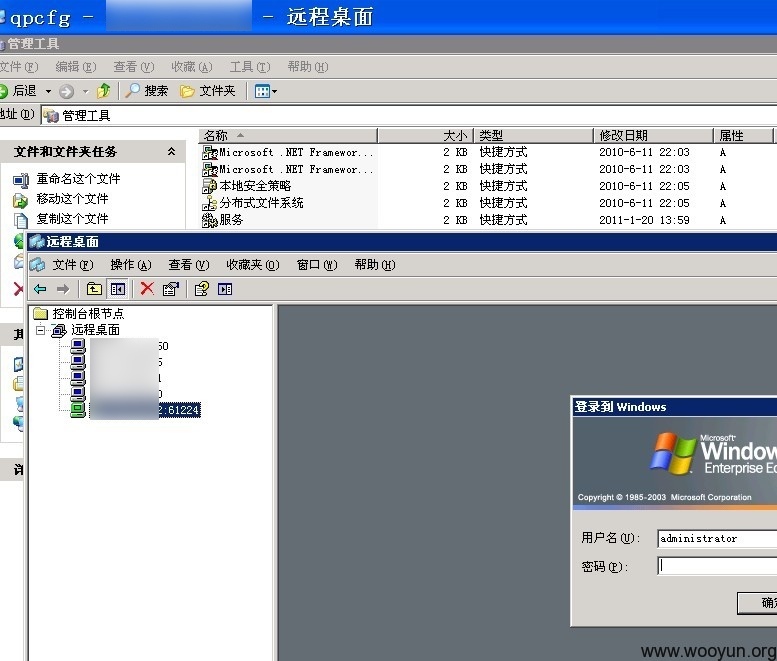 qpcfg - - 远程桌面
管理工具
文件(F) 编辑(E) 查看(V) 收藏(A) 工具(T) 帮助(H)
后退 搜索 文件夹
地址(D) 管理工具
名称 大小 类型 修改日期 属性
文件和文件夹任务
Microsoft .NET Framewor... 2 KB 快捷方式 2010-6-11 22:03 A
Microsoft .NET Framewor... 2 KB 快捷方式 2010-6-11 22:03 A
重命名这个文件
本地安全策略 2 KB 快捷方式 2010-6-11 22:05 A
移动这个文件
分布式文件系统 2 KB 快捷方式 2010-6-11 22:05 A
复制这个文件
服务 2 KB 快捷方式 2011-1-20 13:59 A
远程桌面
文件(F) 操作(A) 查看(V) 收藏夹(O) 窗口(W) 帮助(H)
控制台根节点
远程桌面
50
5
1
0
2:61224
登录到 Windows
Microsoft
Window
Enterprise Ed
Copyright © 1985-2003 Microsoft Corporation
用户名(U): administrator
密码(P):
确定
www.wooyun.org